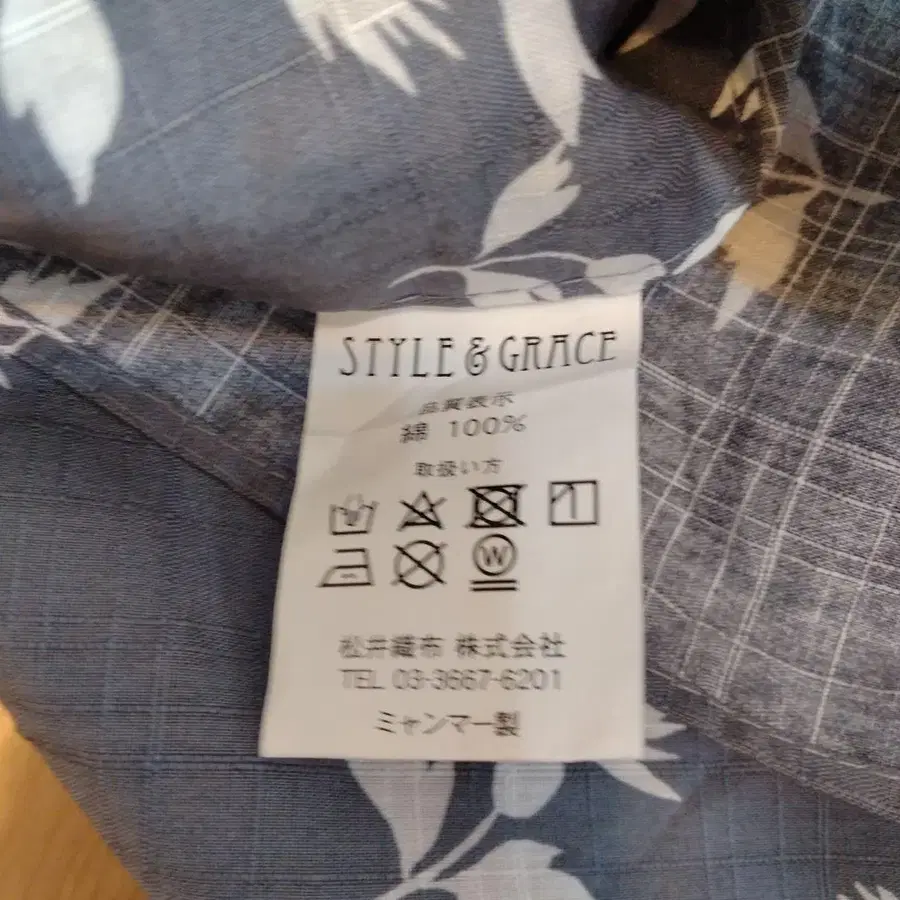 STYLE & GRACE
品質表示
綿 100%
取扱い方
W
松井織布 株式会社
TEL 03-3667-6201
ミャンマー製